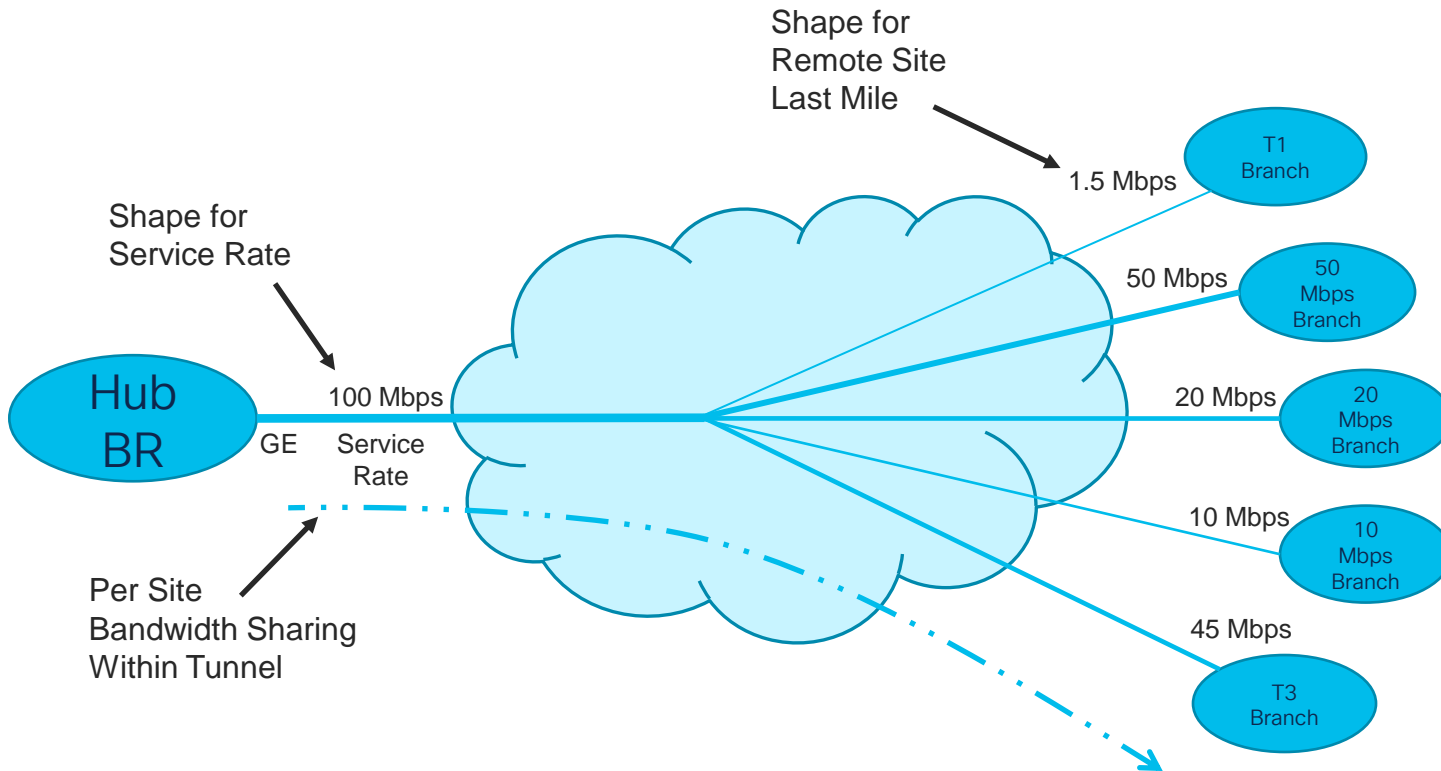 Shape for
Remote Site
Last Mile
T1
Branch
1.5 Mbps
Shape for
Service Rate
50 Mbps
50
Mbps
Branch
Hub
BR
100 Mbps
GE
Service
Rate
20 Mbps
20
Mbps
Branch
10 Mbps
10
Mbps
Branch
Per Site
Bandwidth Sharing
Within Tunnel
45 Mbps
T3
Branch